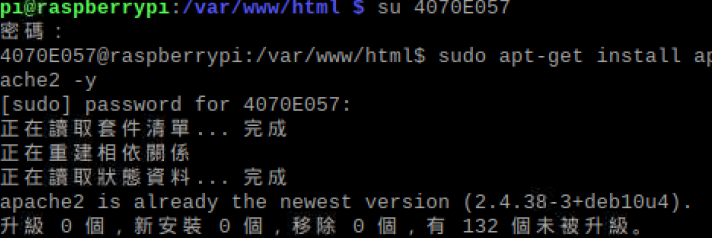 pi@raspberrypi:/var/www/html $ su 4070E057
密碼：
4070E057@raspberrypi:/var/www/html$ sudo apt-get install ap
ache2 -y
[sudo] password for 4070E057:
正在讀取套件清單... 完成
正在重建相依關係
正在讀取狀態資料... 完成
apache2 is already the newest version (2.4.38-3+deb10u4).
升級 0 個，新安裝 0 個，移除 0 個，有 132 個未被升級。